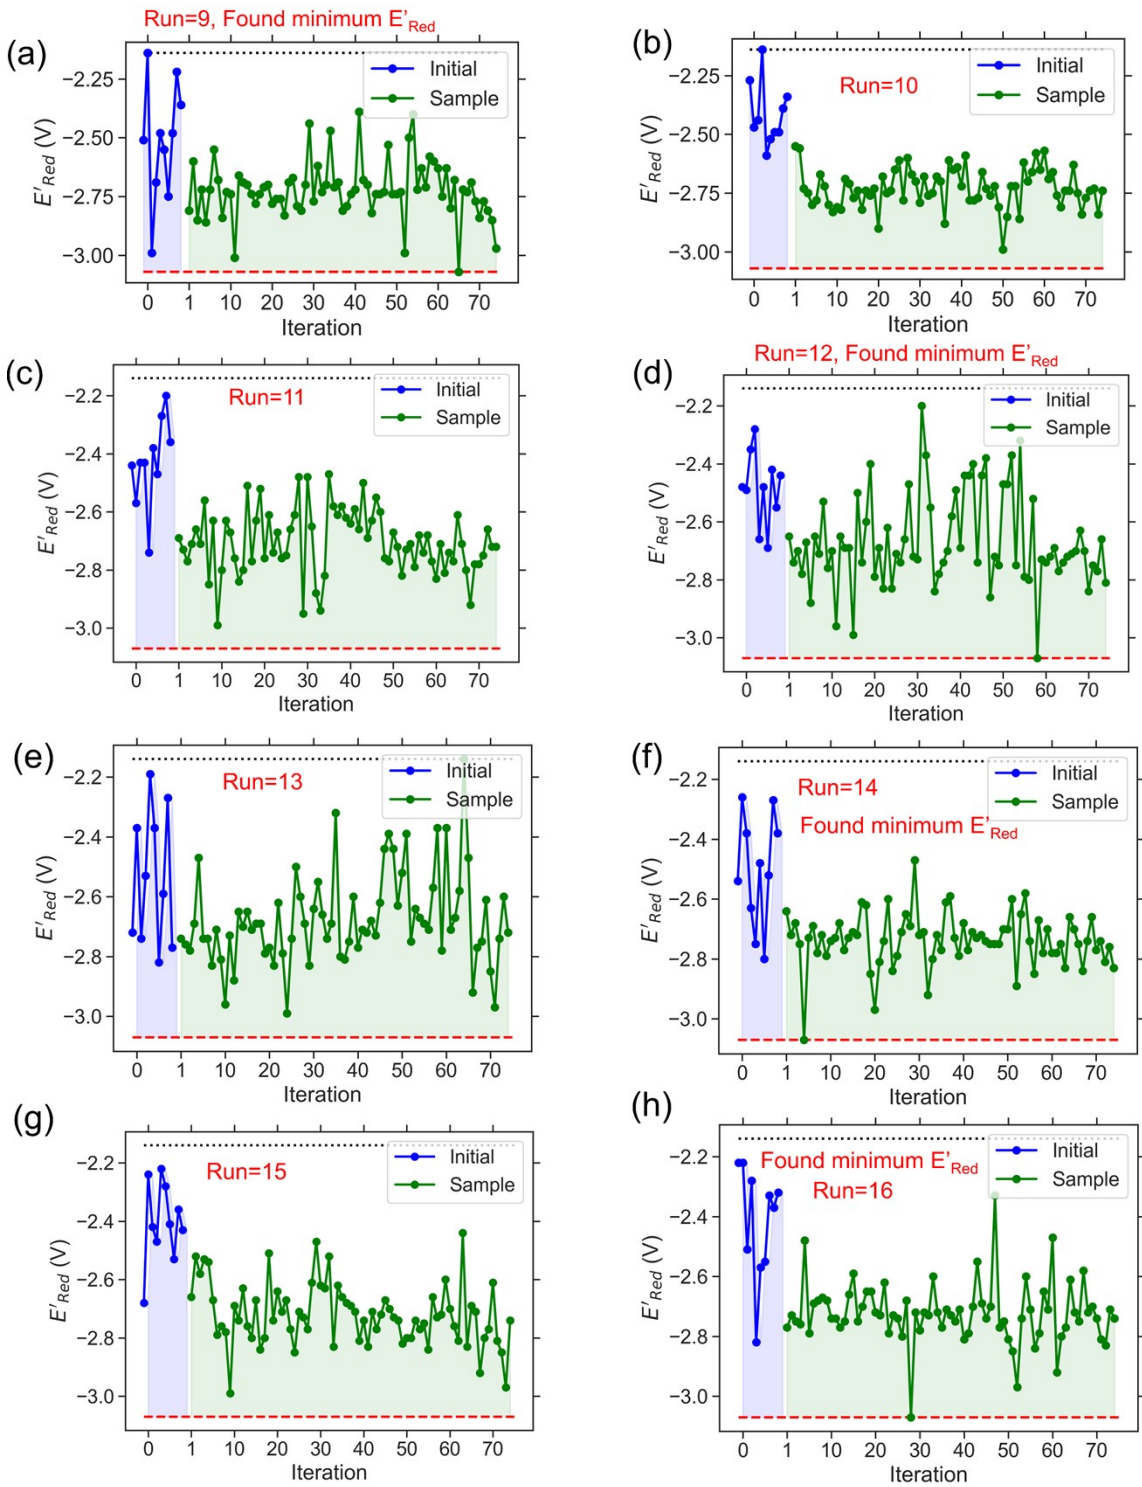 Run=9, Found minimum E'Red
(a)
Initial
Sample
−2.25
−2.50
−2.75
−3.00
E'Red (V)
0 1 10 20 30 40 50 60 70
Iteration
(b)
Run=10
Initial
Sample
−2.25
−2.50
−2.75
−3.00
E'Red (V)
0 1 10 20 30 40 50 60 70
Iteration
(c)
Run=11
Initial
Sample
−2.2
−2.4
−2.6
−2.8
−3.0
E'Red (V)
0 1 10 20 30 40 50 60 70
Iteration
Run=12, Found minimum E'Red
(d)
Initial
Sample
−2.2
−2.4
−2.6
−2.8
−3.0
E'Red (V)
0 1 10 20 30 40 50 60 70
Iteration
(e)
Run=13
Initial
Sample
−2.2
−2.4
−2.6
−2.8
−3.0
E'Red (V)
0 1 10 20 30 40 50 60 70
Iteration
(f)
Run=14
Found minimum E'Red
Initial
Sample
−2.2
−2.4
−2.6
−2.8
−3.0
E'Red (V)
0 1 10 20 30 40 50 60 70
Iteration
(g)
Run=15
Initial
Sample
−2.2
−2.4
−2.6
−2.8
−3.0
E'Red (V)
0 1 10 20 30 40 50 60 70
Iteration
(h)
Found minimum E'Red
Run=16
Initial
Sample
−2.2
−2.4
−2.6
−2.8
−3.0
E'Red (V)
0 1 10 20 30 40 50 60 70
Iteration